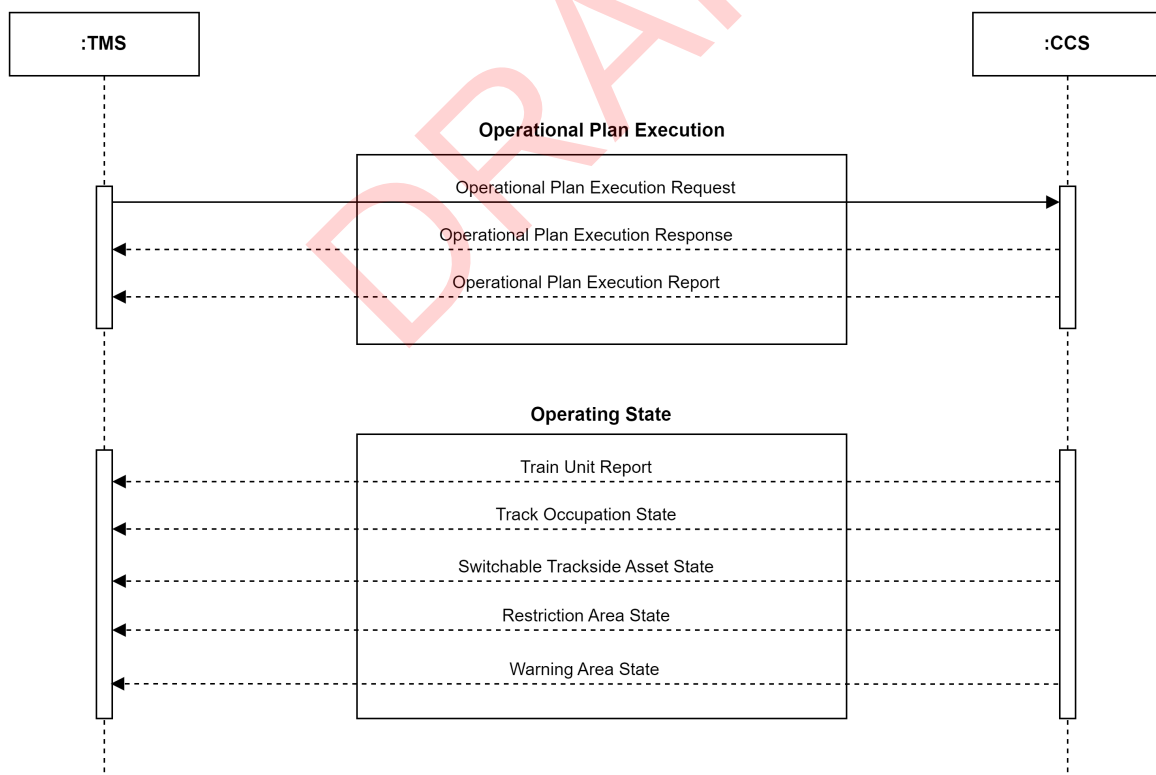 :TMS
:CCS
Operational Plan Execution
Operational Plan Execution Request
Operational Plan Execution Response
Operational Plan Execution Report
Operating State
Train Unit Report
Track Occupation State
Switchable Trackside Asset State
Restriction Area State
Warning Area State
DRA